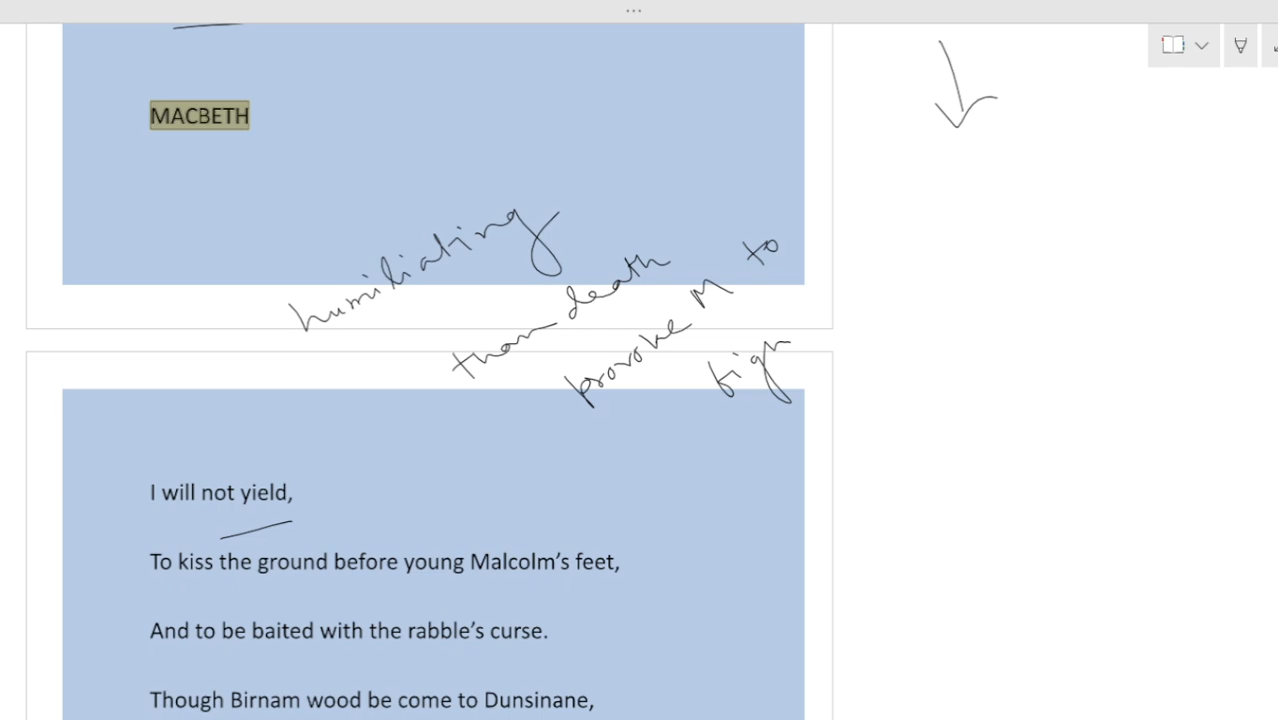 MACBETH
humiliating
than death
provoke M to
figh
I will not yield,
To kiss the ground before young Malcolm’s feet,
And to be baited with the rabble’s curse.
Though Birnam wood be come to Dunsinane,